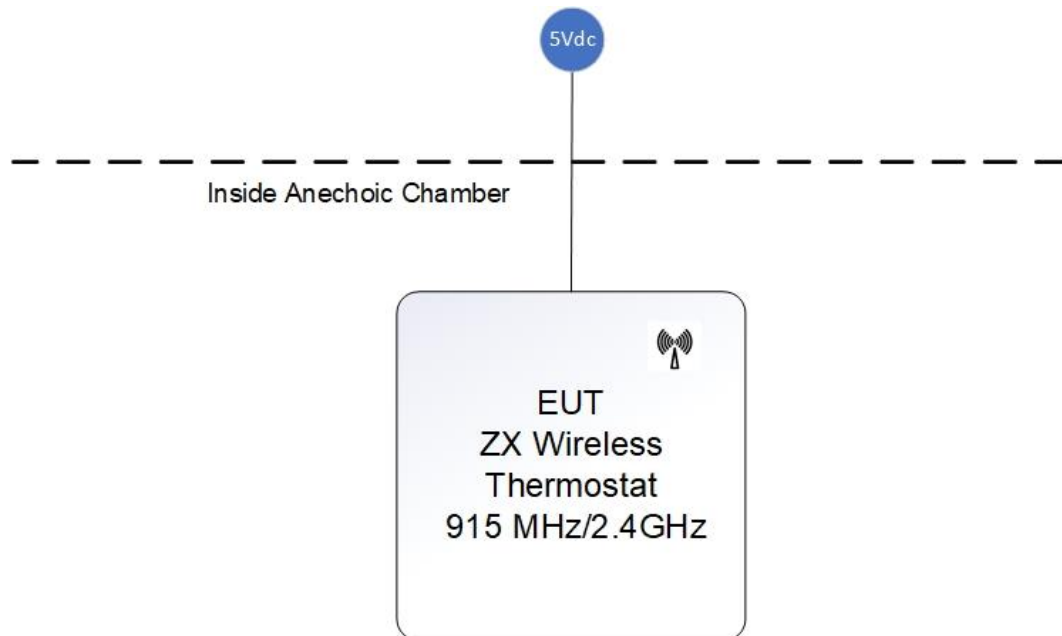 5Vdc
Inside Anechoic Chamber
EUT
ZX Wireless
Thermostat
915 MHz/2.4GHz